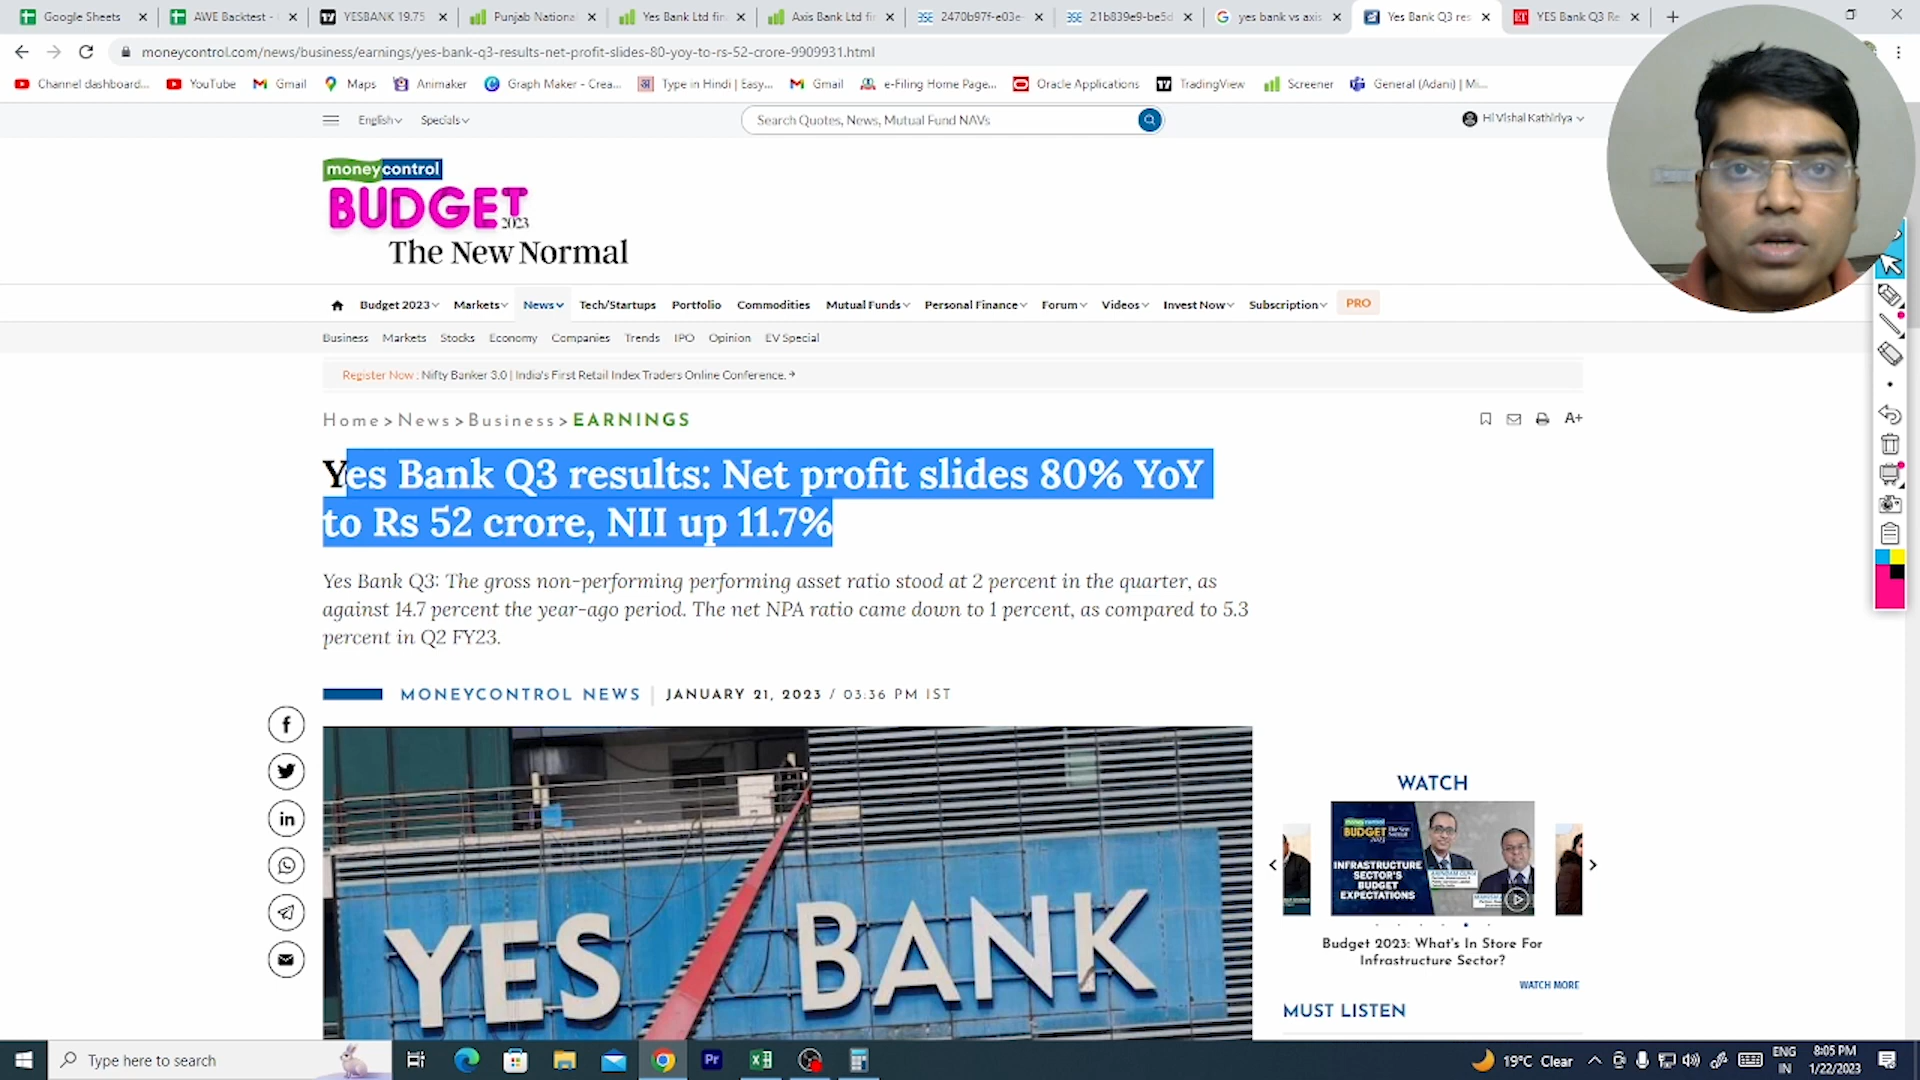 Google Sheets
AWE Backtest -
YESBANK 19.75
Punjab Nationa
Yes Bank Ltd fin
Axis Bank Ltd fin
2470b97f-e03e-
21b839e9-be5d
yes bank vs axis
Yes Bank Q3 res
YES Bank Q3 Re
moneycontrol.com/news/business/earnings/yes-bank-q3-results-net-profit-slides-80-yoy-to-rs-52-crore-9909931.html
Channel dashboard...
YouTube
Gmail
Maps
Animaker
Graph Maker - Crea...
Type in Hindi | Easy...
Gmail
e-Filing Home Page...
Oracle Applications
TradingView
Screener
General (Adani) | Mi...
English
Specials
Search Quotes, News, Mutual Fund NAVs
Hi Vishal Kathiriya
moneycontrol
BUDGET
2023
The New Normal
Budget 2023 Markets News Tech/Startups Portfolio Commodities Mutual Funds Personal Finance Forum Videos Invest Now Subscription PRO
Business Markets Stocks Economy Companies Trends IPO Opinion EV Special
Register Now : Nifty Banker 3.0 | India's First Retail Index Traders Online Conference.
Home > News > Business > EARNINGS
A+
Yes Bank Q3 results: Net profit slides 80% YoY
to Rs 52 crore, NII up 11.7%
Yes Bank Q3: The gross non-performing performing asset ratio stood at 2 percent in the quarter, as
against 14.7 percent the year-ago period. The net NPA ratio came down to 1 percent, as compared to 5.3
percent in Q2 FY23.
MONEYCONTROL NEWS | JANUARY 21, 2023 / 03:36 PM IST
YES BANK
WATCH
moneycontrol
BUDGET
INFRASTRUCTURE
SECTOR'S
BUDGET
EXPECTATIONS
Budget 2023: What's In Store For
Infrastructure Sector?
WATCH MORE
MUST LISTEN
Type here to search
19°C Clear
ENG
IN
8:05 PM
1/22/2023